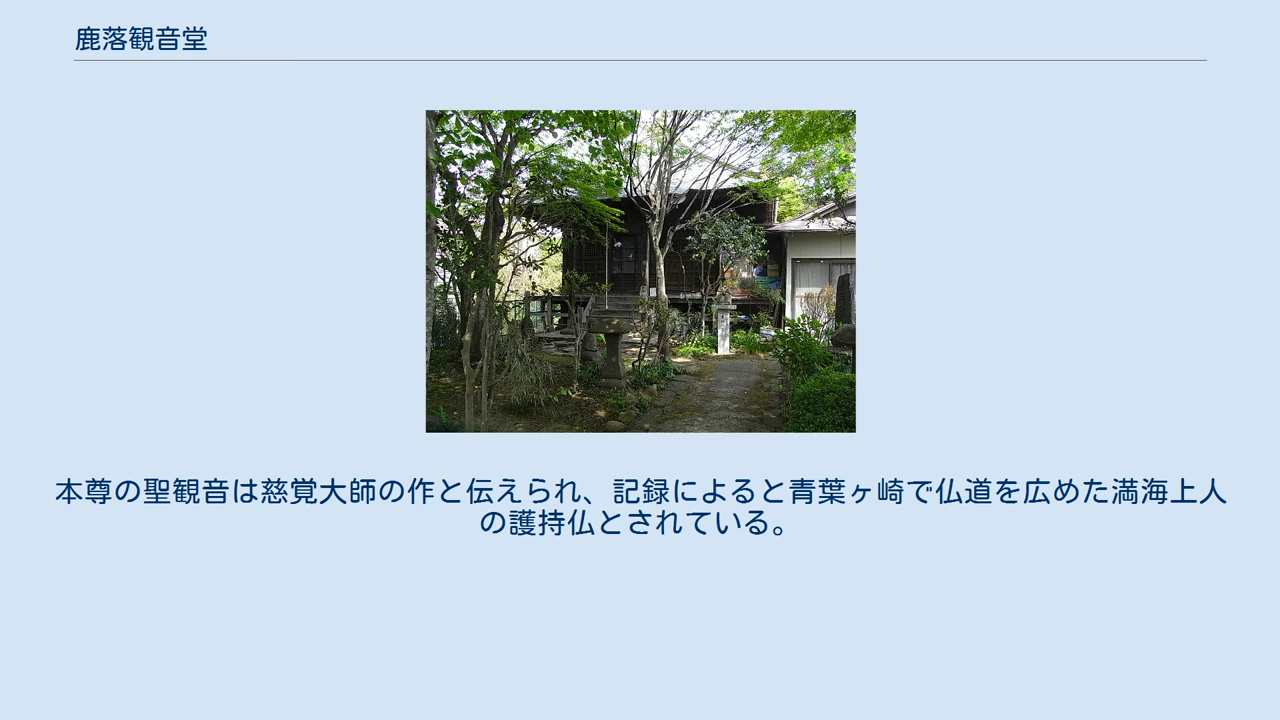 鹿落観音堂
本尊の聖観音は慈覚大師の作と伝えられ、記録によると青葉ヶ崎で仏道を広めた満海上人
の護持仏とされている。